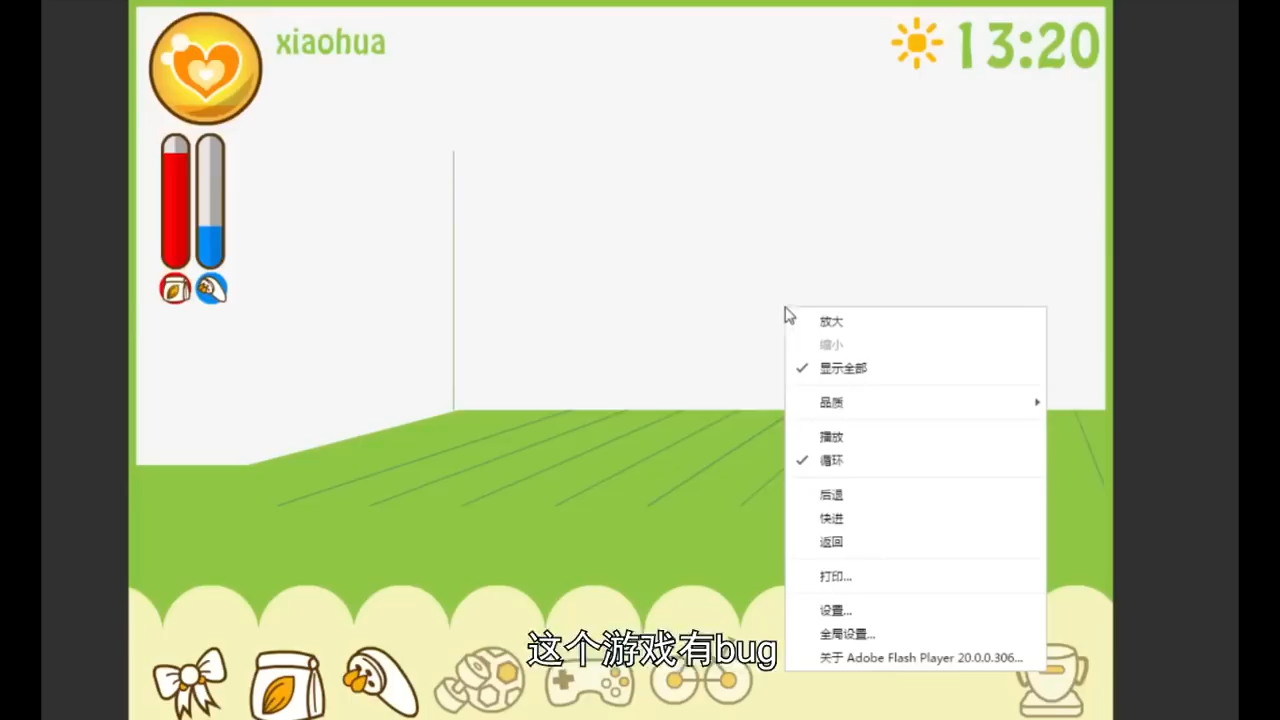 xiaohua
13:20
放大
缩小
显示全部
品质
播放
循环
后退
快进
返回
打印...
设置...
全局设置...
关于 Adobe Flash Player 20.0.0.306...
这个游戏有bug